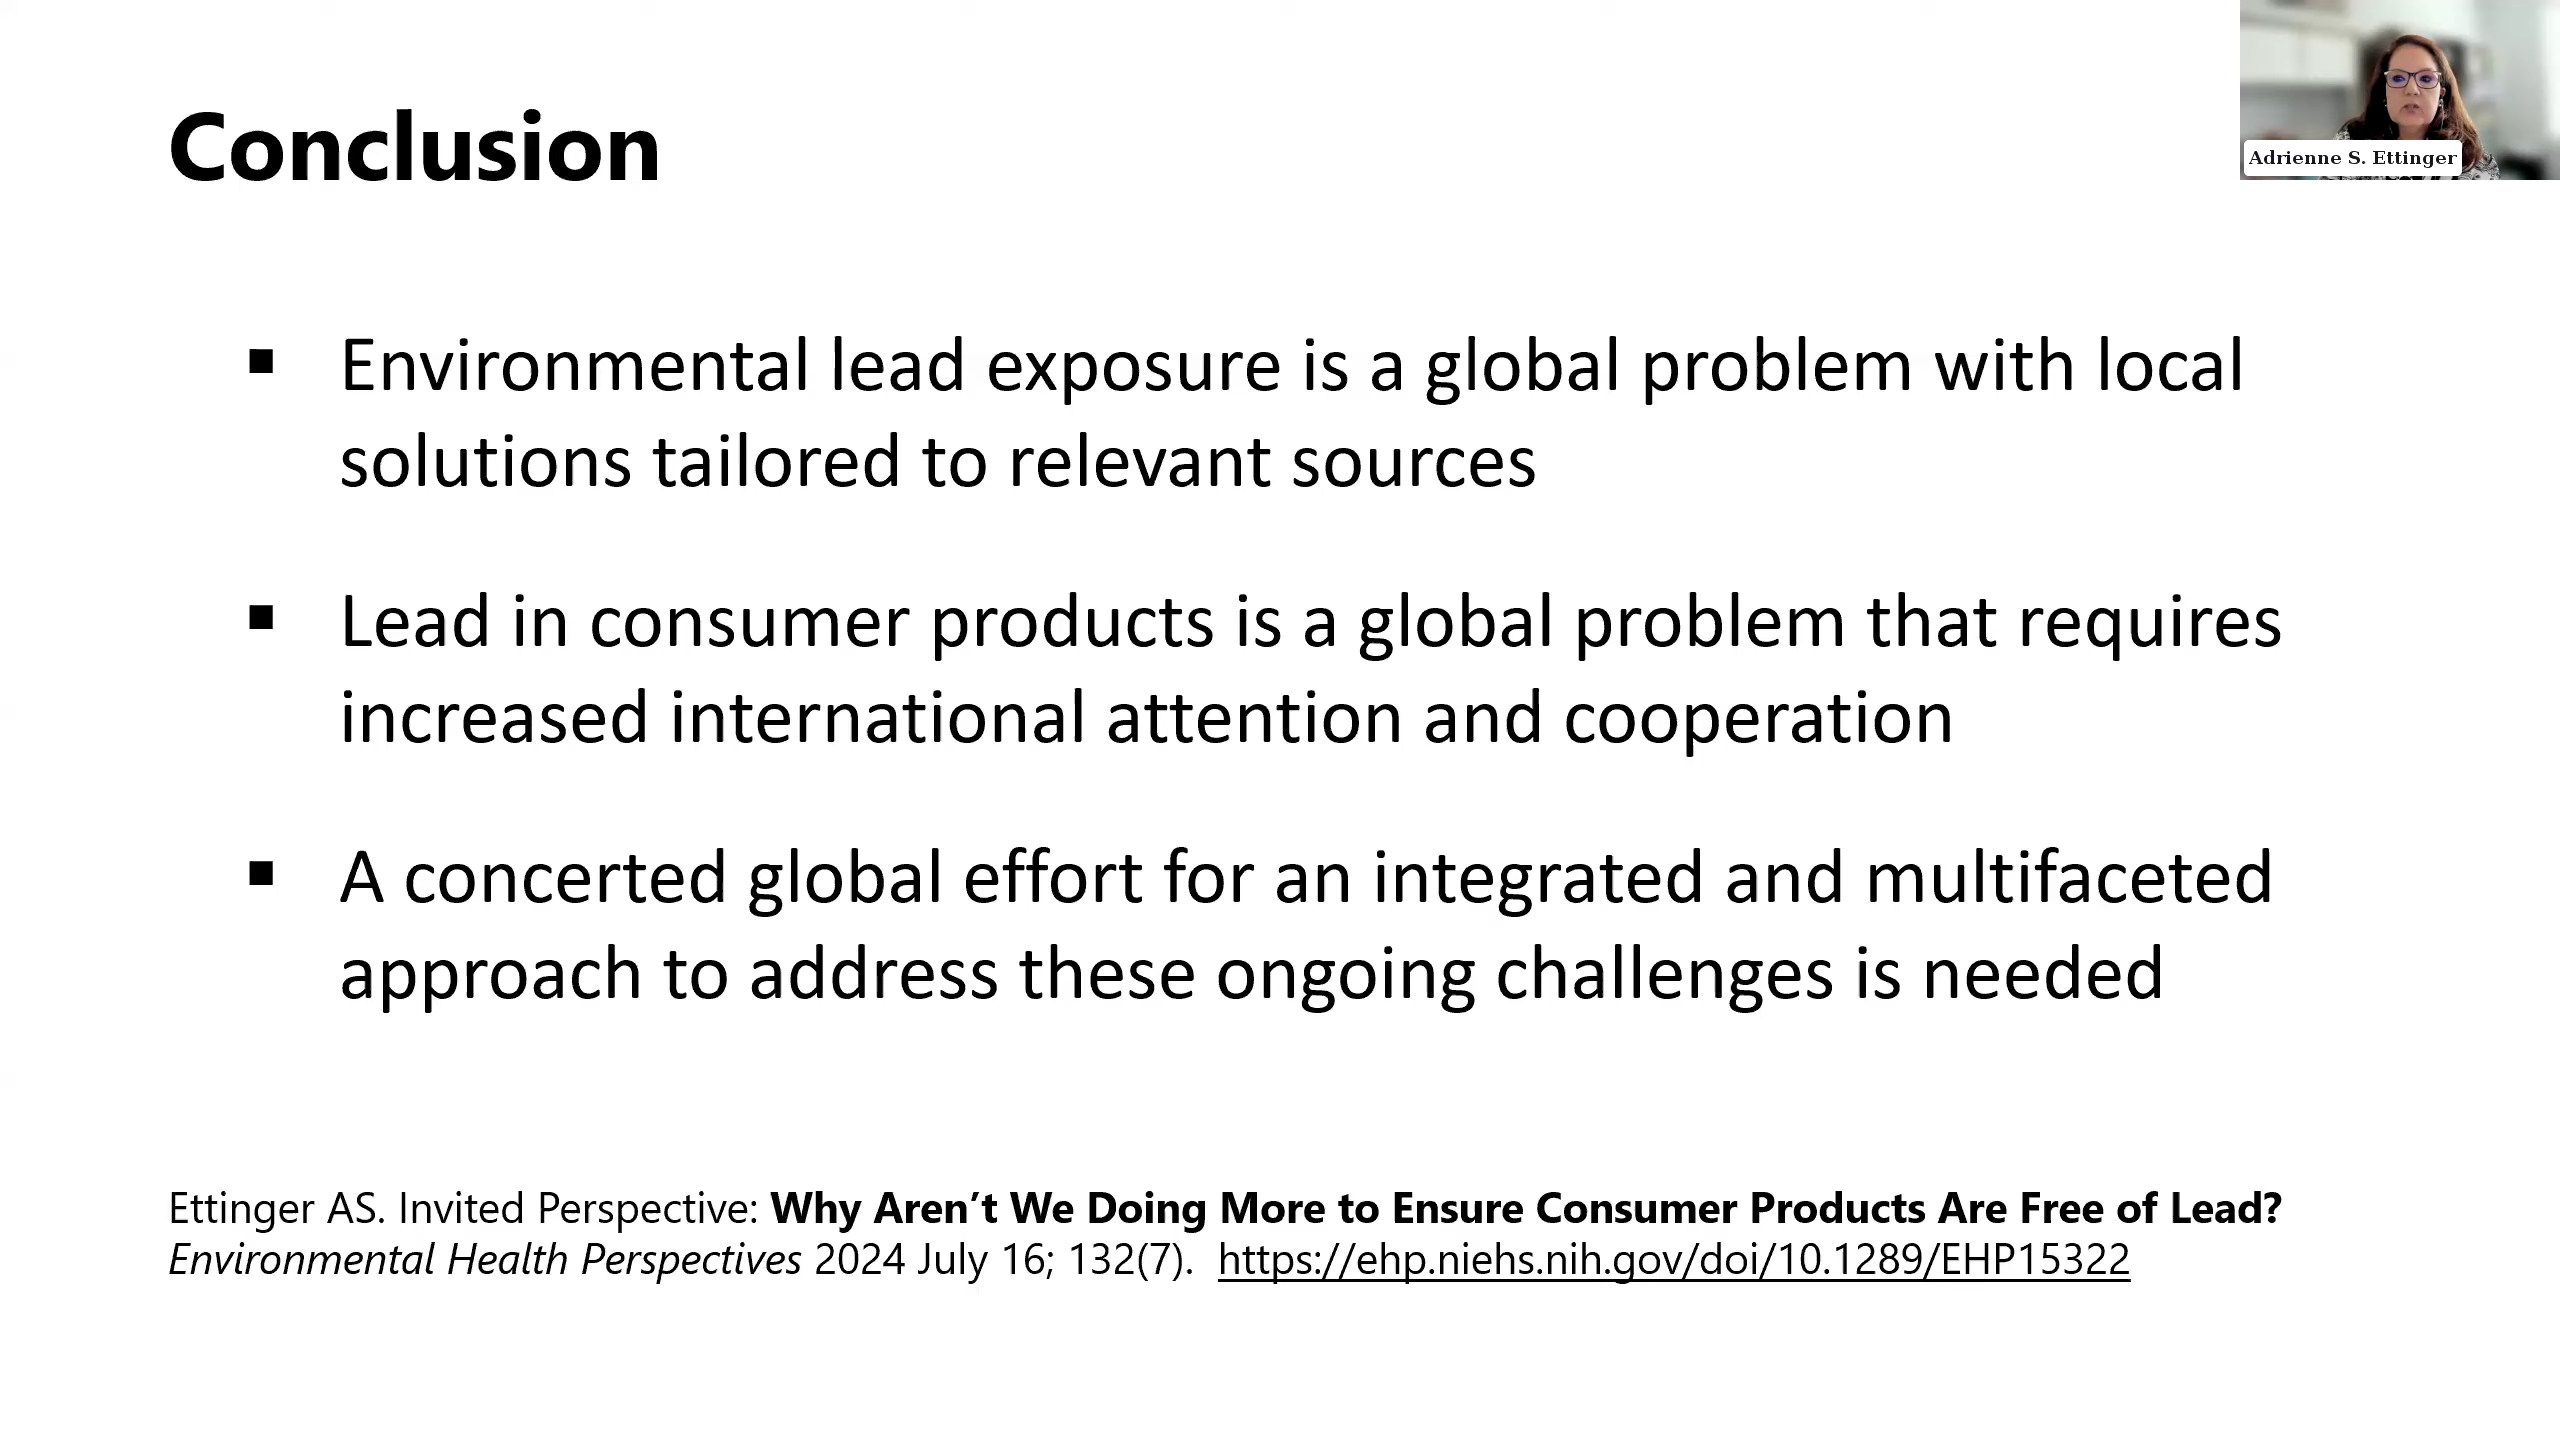 Conclusion
Adrienne S. Ettinger
▪ Environmental lead exposure is a global problem with local
solutions tailored to relevant sources
▪ Lead in consumer products is a global problem that requires
increased international attention and cooperation
▪ A concerted global effort for an integrated and multifaceted
approach to address these ongoing challenges is needed
Ettinger AS. Invited Perspective: Why Aren’t We Doing More to Ensure Consumer Products Are Free of Lead?
Environmental Health Perspectives 2024 July 16; 132(7). https://ehp.niehs.nih.gov/doi/10.1289/EHP15322